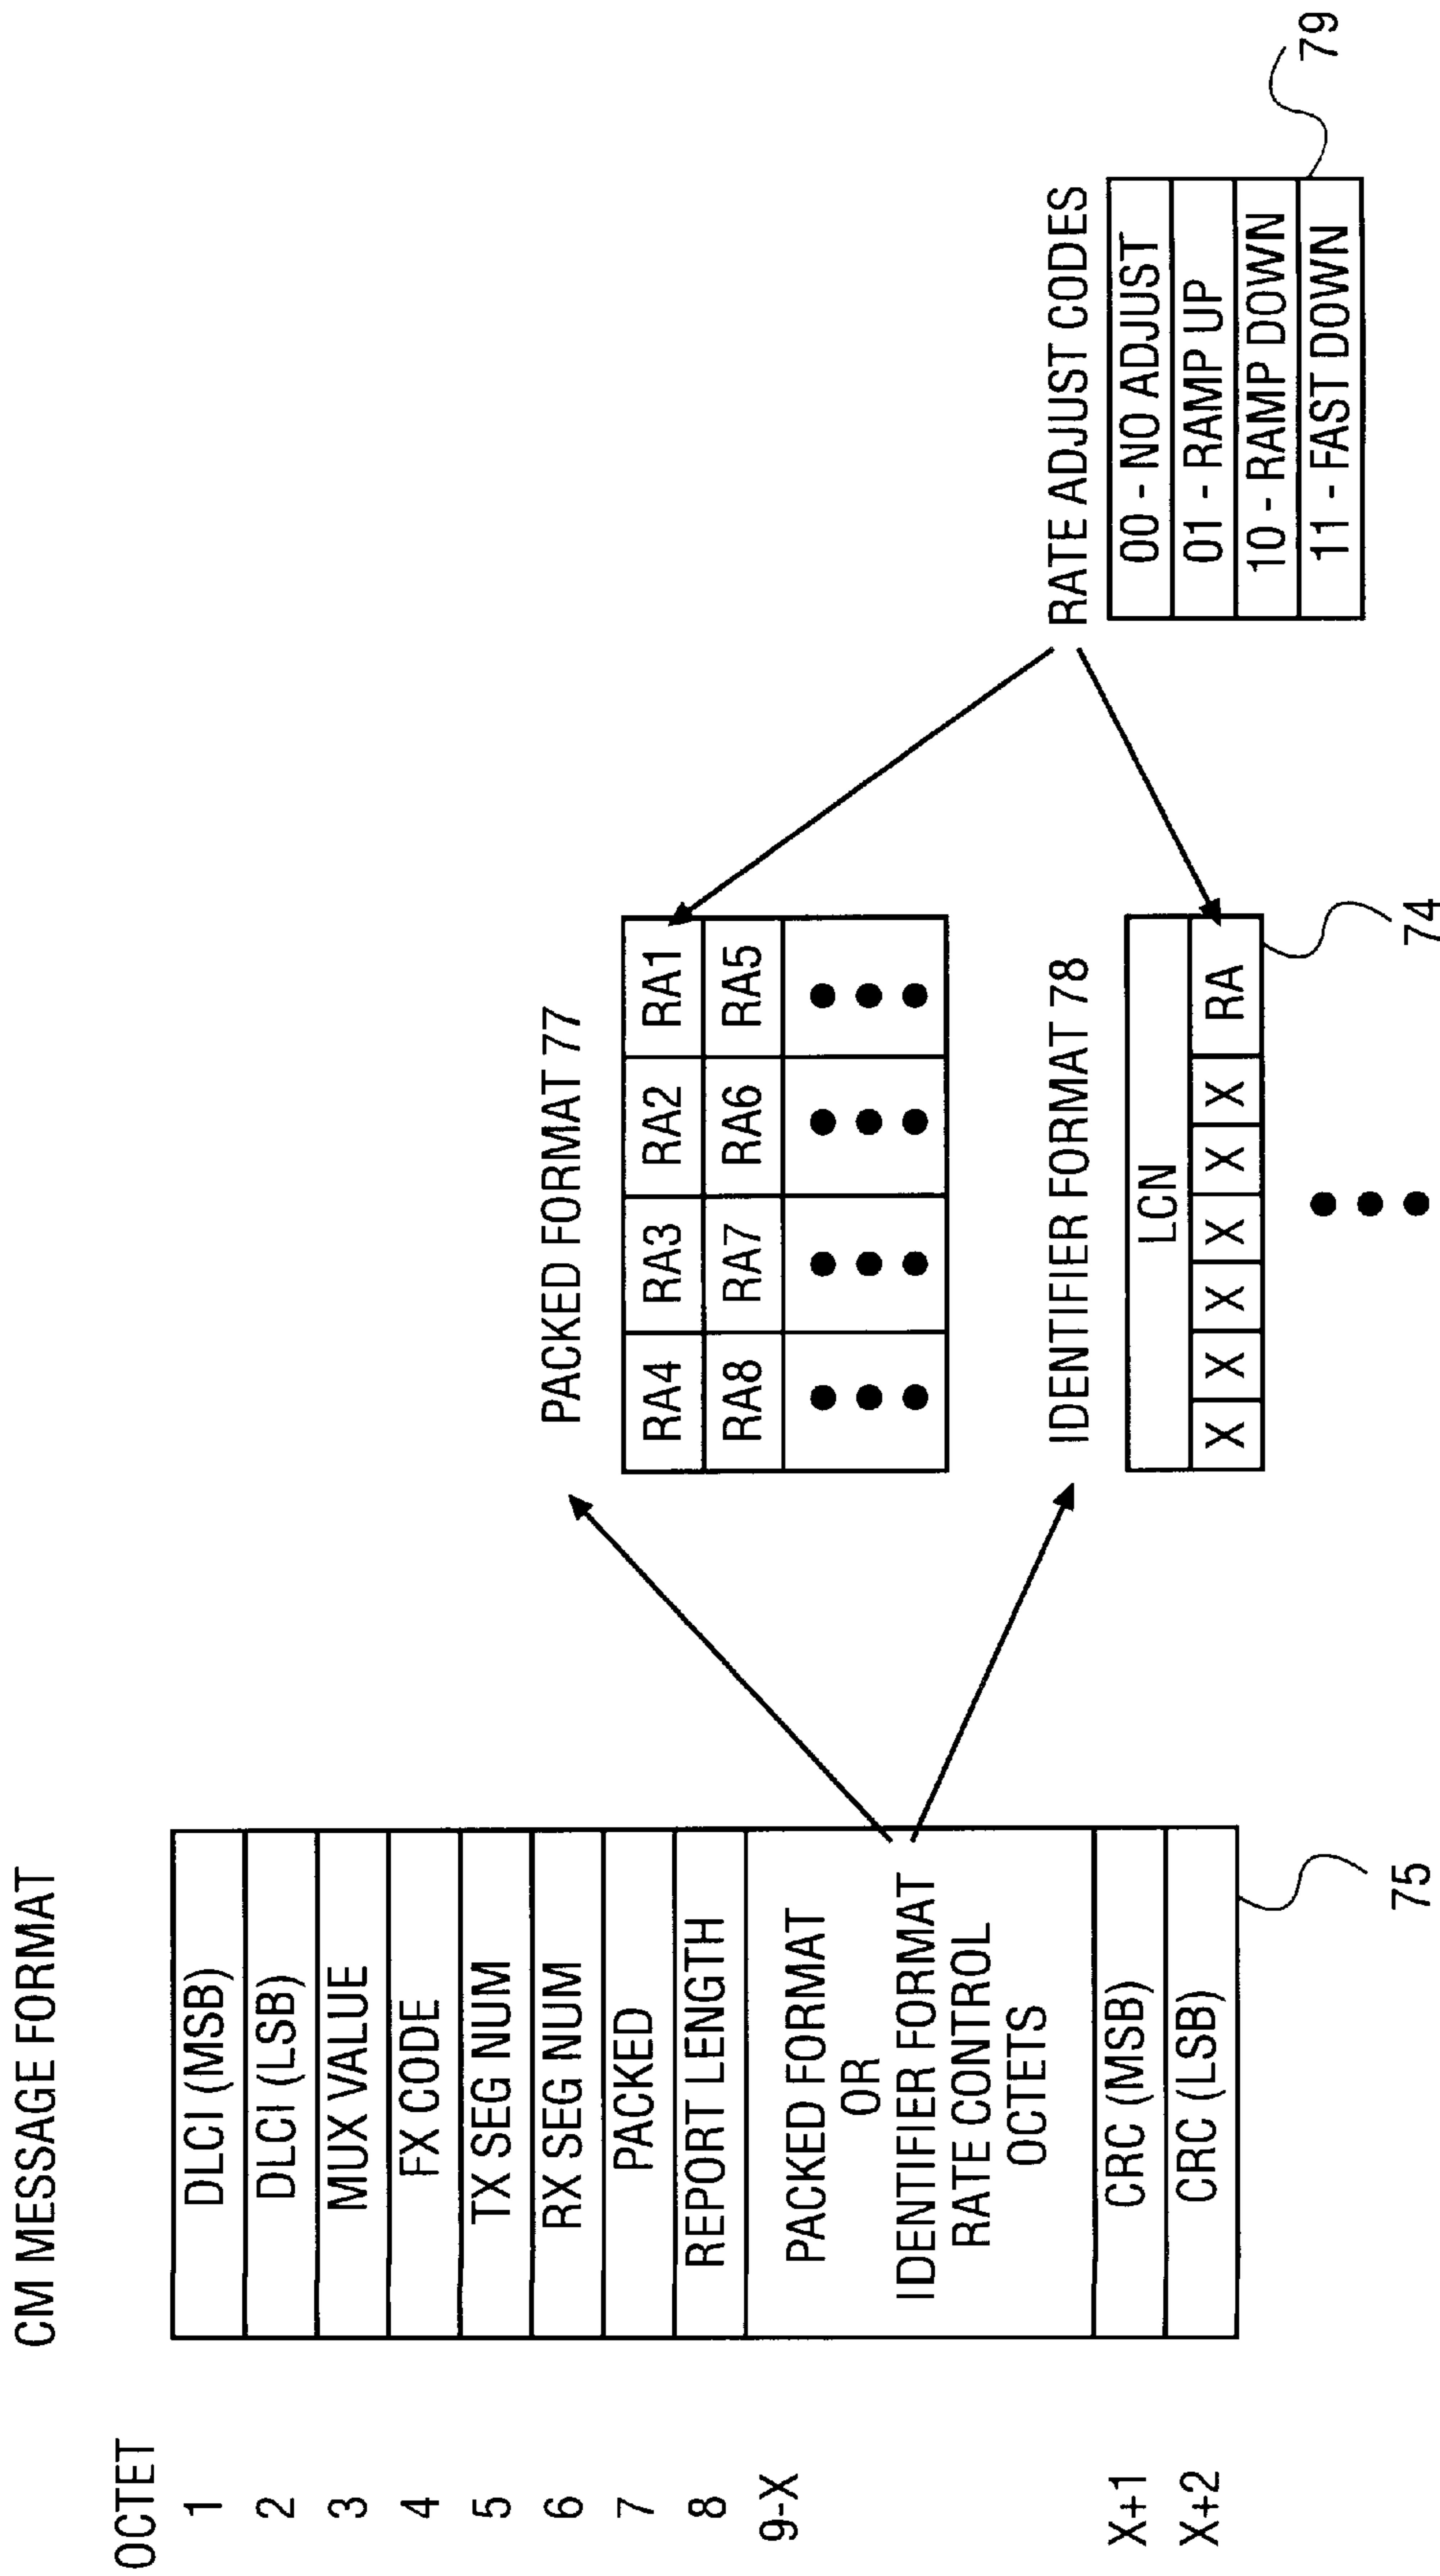 CM MESSAGE FORMAT
OCTET
1 DLCI (MSB)
2 DLCI (LSB)
3 MUX VALUE
4 FX CODE
5 TX SEG NUM
6 RX SEG NUM
7 PACKED
8 REPORT LENGTH
9-X PACKED FORMAT
OR
IDENTIFIER FORMAT
RATE CONTROL
OCTETS
X+1 CRC (MSB)
X+2 CRC (LSB)
75
PACKED FORMAT 77
RA4 RA3 RA2 RA1
RA8 RA7 RA6 RA5
IDENTIFIER FORMAT 78
LCN
X X X X X X RA
74
RATE ADJUST CODES
00 - NO ADJUST
01 - RAMP UP
10 - RAMP DOWN
11 - FAST DOWN
79